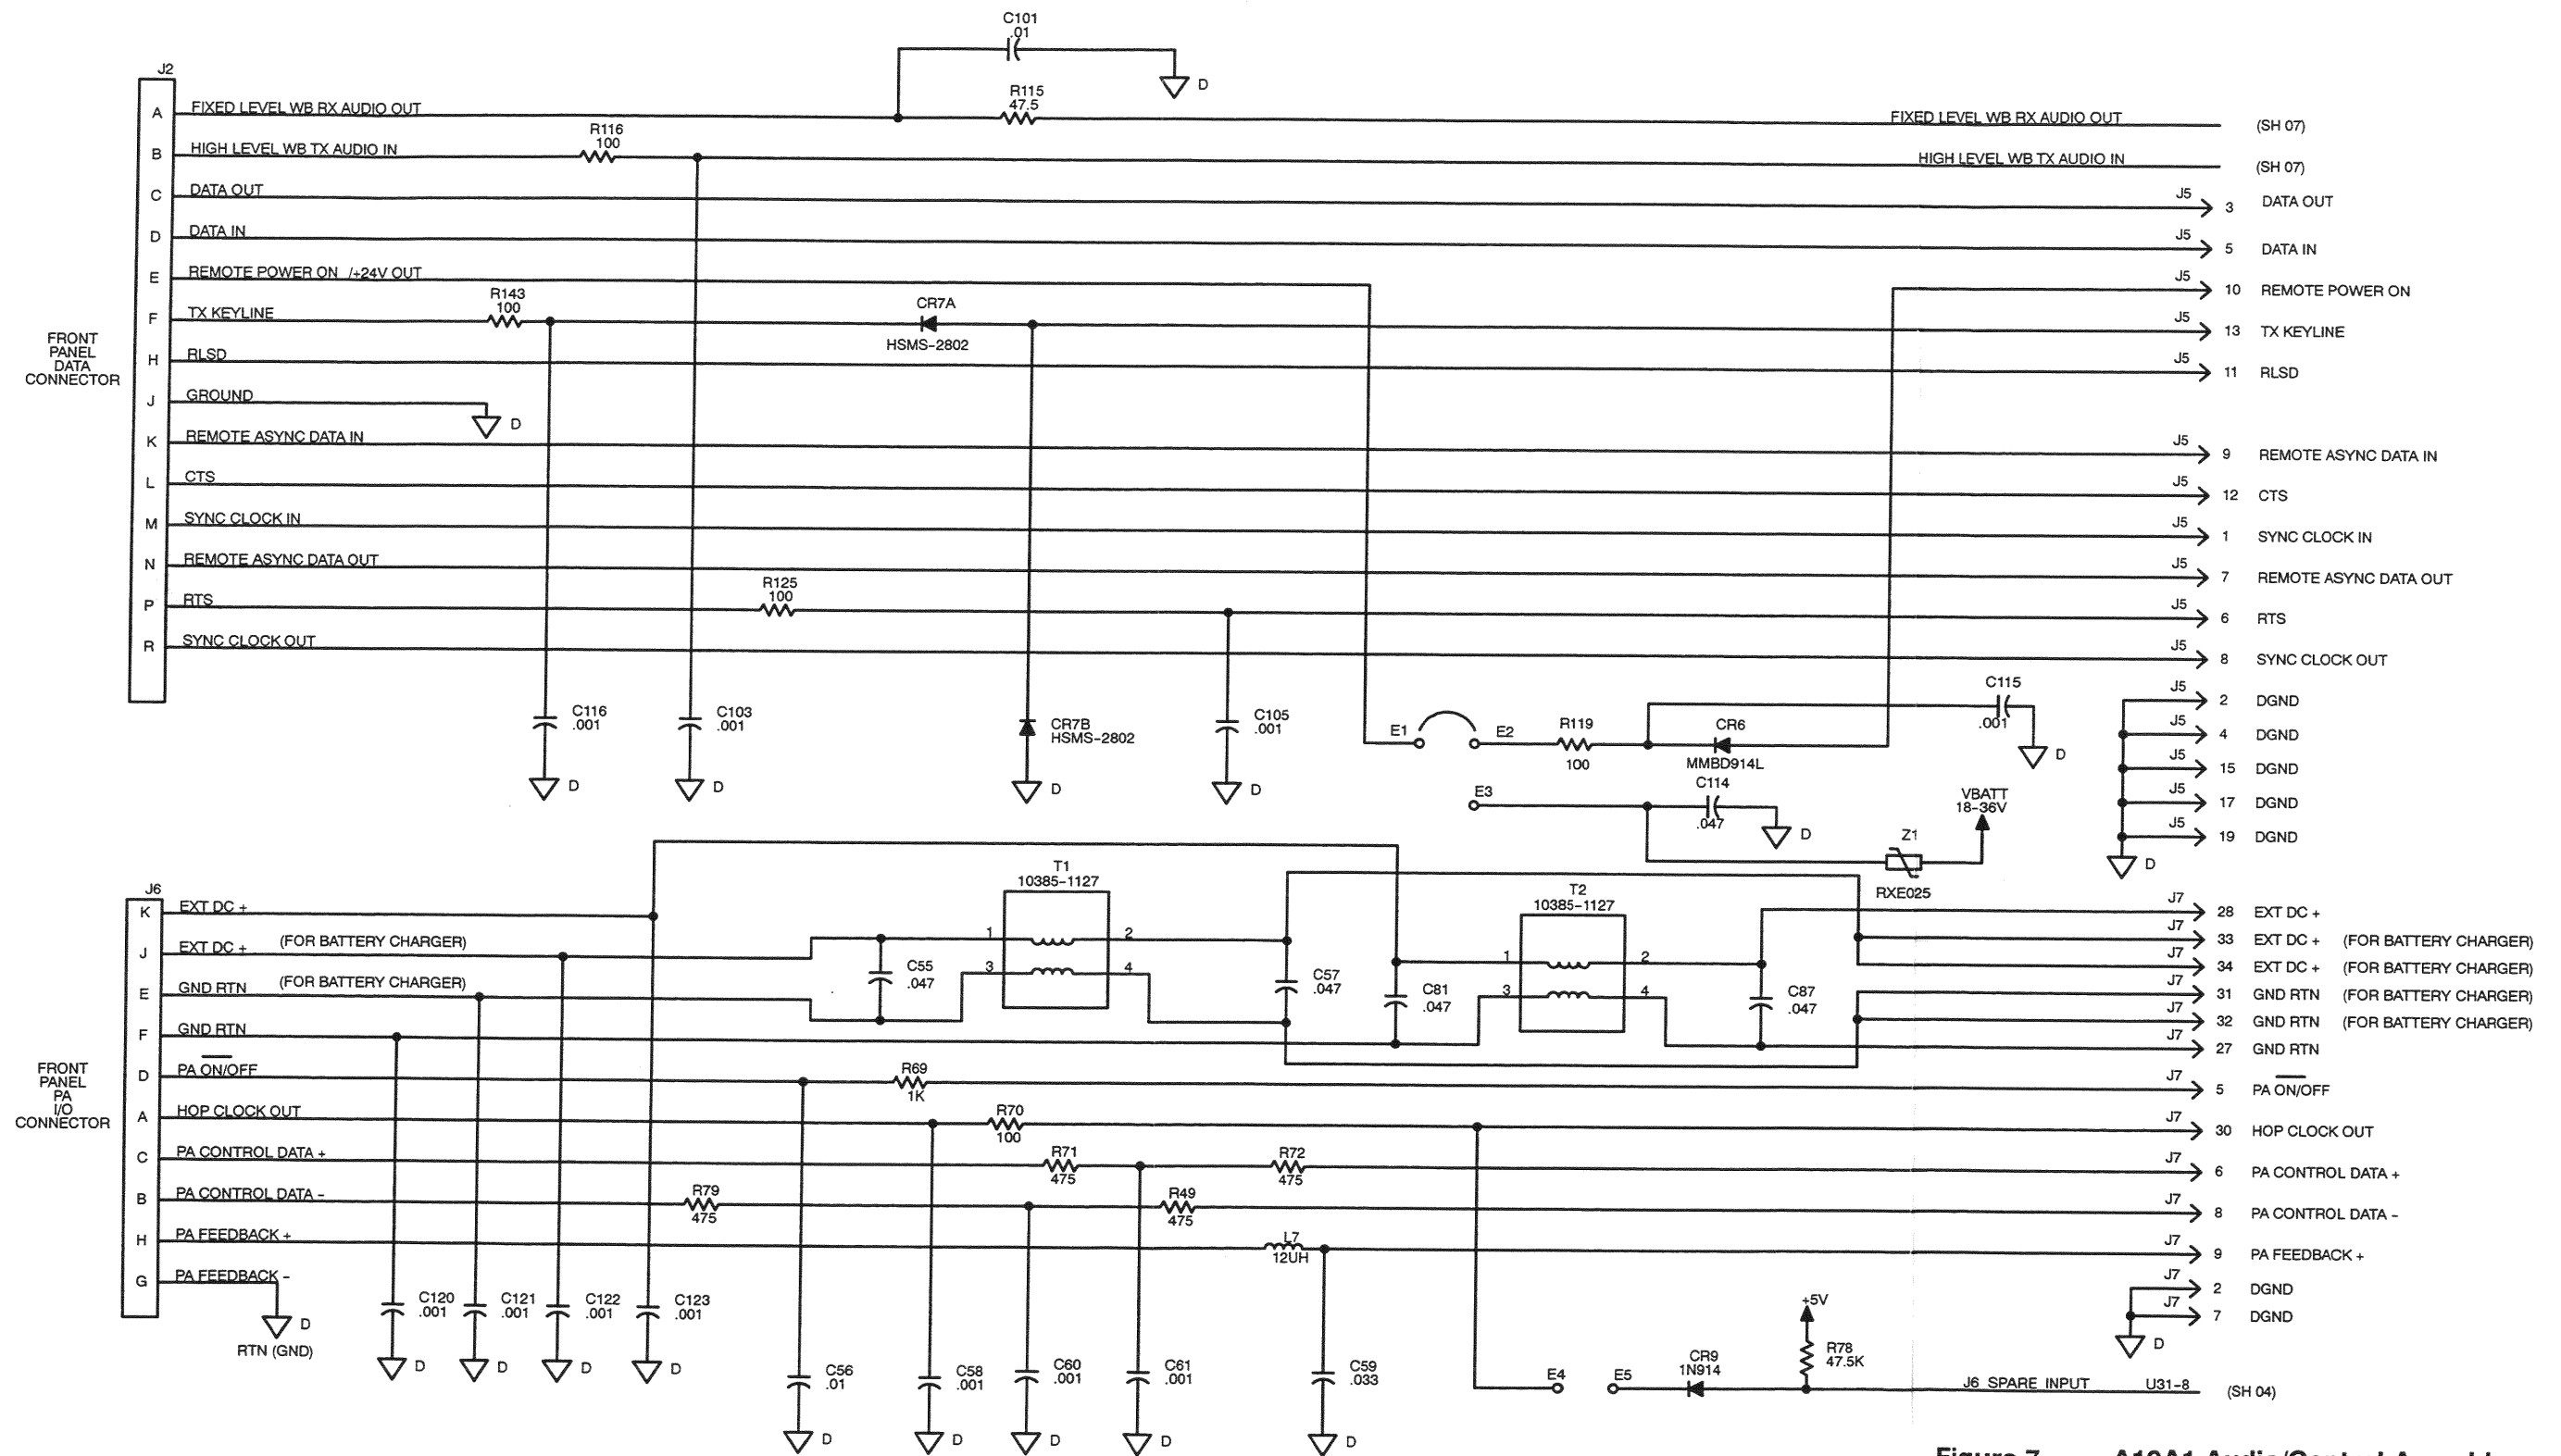 C101
.01
D
J2
R115
47.5
A FIXED LEVEL WB RX AUDIO OUT FIXED LEVEL WB RX AUDIO OUT (SH 07)
R116
100
B HIGH LEVEL WB TX AUDIO IN HIGH LEVEL WB TX AUDIO IN (SH 07)
C DATA OUT J5 3 DATA OUT
D DATA IN J5 5 DATA IN
E REMOTE POWER ON /+24V OUT J5 10 REMOTE POWER ON
R143
100
CR7A
HSMS-2802
F TX KEYLINE J5 13 TX KEYLINE
FRONT
PANEL
DATA
CONNECTOR
H RLSD J5 11 RLSD
J GROUND D
K REMOTE ASYNC DATA IN J5 9 REMOTE ASYNC DATA IN
L CTS J5 12 CTS
M SYNC CLOCK IN J5 1 SYNC CLOCK IN
N REMOTE ASYNC DATA OUT J5 7 REMOTE ASYNC DATA OUT
R125
100
P RTS J5 6 RTS
R SYNC CLOCK OUT J5 8 SYNC CLOCK OUT
C116
.001
D
C103
.001
D
CR7B
HSMS-2802
D
C105
.001
D
E1 E2
R119
100
CR6
MMBD914L
C115
.001
D
E3
C114
.047
D
VBATT
18-36V
Z1
RXE025
J5 2 DGND
J5 4 DGND
J5 15 DGND
J5 17 DGND
J5 19 DGND
D
J6
T1
10385-1127
T2
10385-1127
K EXT DC + J7 28 EXT DC +
J EXT DC + (FOR BATTERY CHARGER) 1 2 J7 33 EXT DC + (FOR BATTERY CHARGER)
C55
.047
3 4
C57
.047
1 2
J7 34 EXT DC + (FOR BATTERY CHARGER)
E GND RTN (FOR BATTERY CHARGER) J7 31 GND RTN (FOR BATTERY CHARGER)
C81
.047
3 4
C87
.047
J7 32 GND RTN (FOR BATTERY CHARGER)
F GND RTN J7 27 GND RTN
FRONT
PANEL
PA
I/O
CONNECTOR
D PA ON/OFF J7 5 PA ON/OFF
R69
1K
A HOP CLOCK OUT J7 30 HOP CLOCK OUT
R70
100
C PA CONTROL DATA + J7 6 PA CONTROL DATA +
R71
475
R72
475
B PA CONTROL DATA - J7 8 PA CONTROL DATA -
R79
475
R49
475
H PA FEEDBACK + J7 9 PA FEEDBACK +
L7
12UH
G PA FEEDBACK -
D
RTN (GND)
J7 2 DGND
J7 7 DGND
D
C120
.001
D
C121
.001
D
C122
.001
D
C123
.001
D
C56
.01
D
C58
.001
D
C60
.001
D
C61
.001
D
C59
.033
D
E4 E5
CR9
1N914
+5V
R78
47.5K
J6 SPARE INPUT U31-8 (SH 04)